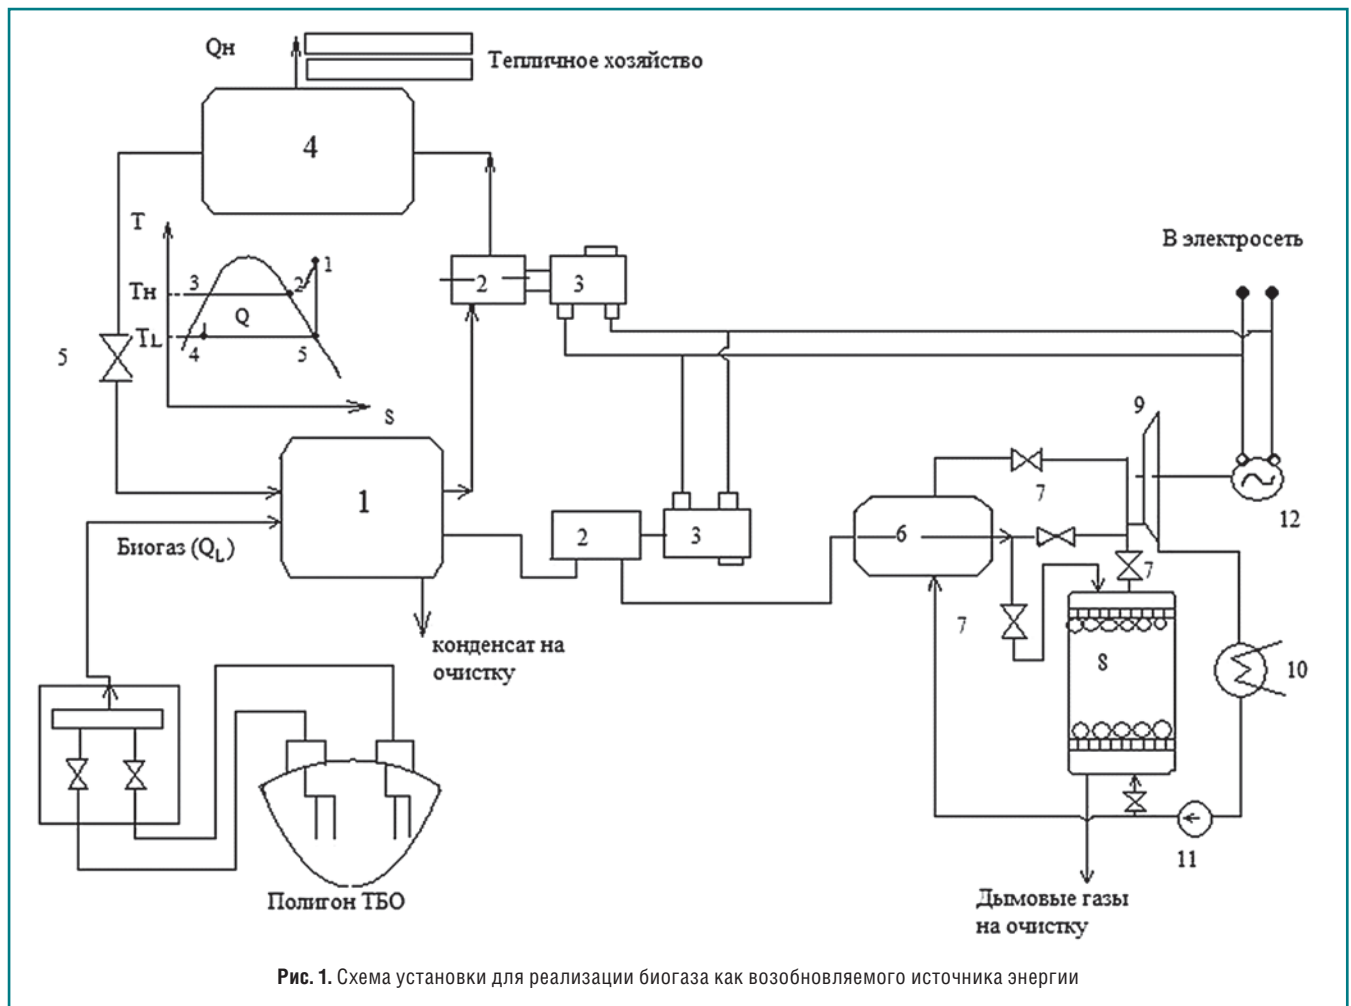 Qн
Тепличное хозяйство
4
T
В электросеть
1
2
3
2
3
Tн
Q
TL
4
5
5
S
9
1
7
12
Биогаз (QL)
2
3
6
7
7
конденсат на
очистку
8
10
11
Полигон ТБО
Дымовые газы
на очистку
Рис. 1. Схема установки для реализации биогаза как возобновляемого источника энергии